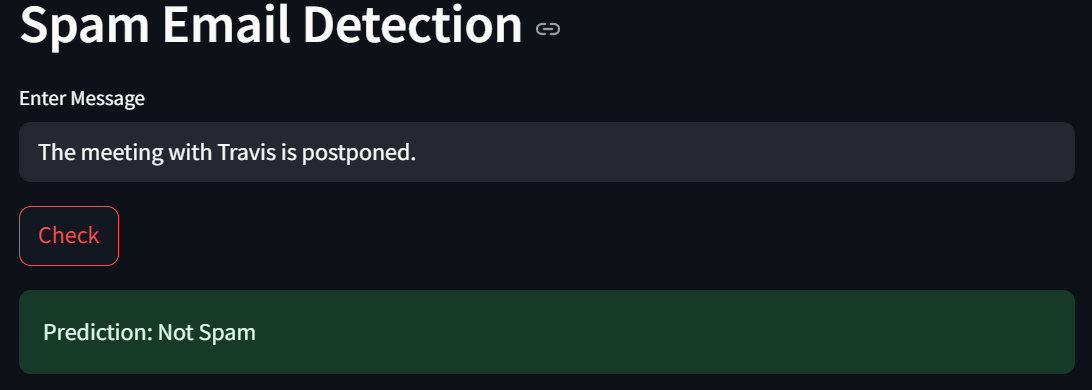 Spam Email Detection
Enter Message
The meeting with Travis is postponed.
Check
Prediction: Not Spam